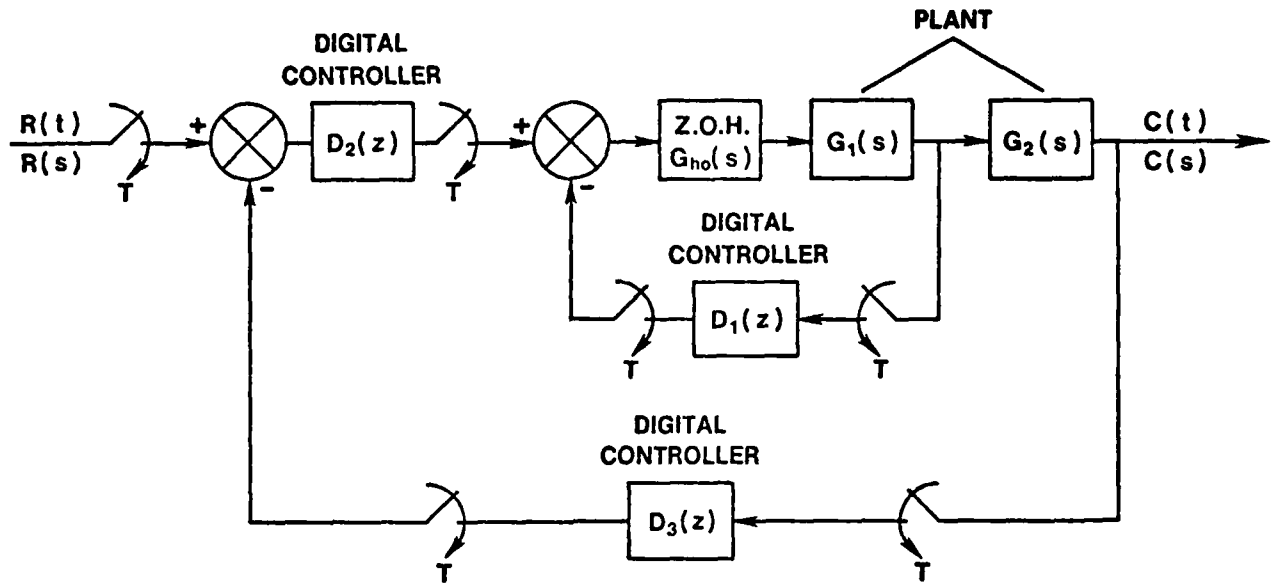 PLANT
DIGITAL
CONTROLLER
R(t)
R(s)
+
-
D₂(z)
T
T
+
-
Z.O.H.
Gₕₒ(s)
G₁(s)
G₂(s)
C(t)
C(s)
DIGITAL
CONTROLLER
D₁(z)
T
T
DIGITAL
CONTROLLER
D₃(z)
T
T